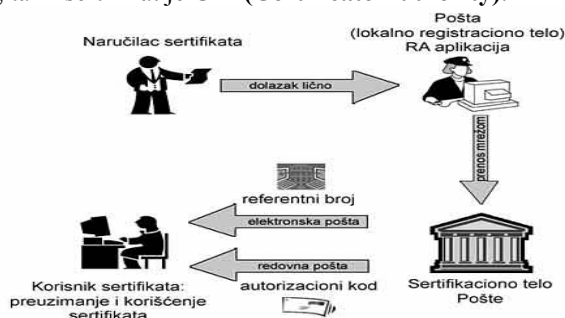 Pošta
(lokalno registraciono telo)
RA aplikacija
Naručilac sertifikata
dolazak lično
prenos mrežom
referentni broj
elektronska pošta
redovna pošta
autorizacioni kod
Sertifikaciono telo
Pošte
Korisnik sertifikata:
preuzimanje i korišćenje
sertifikata